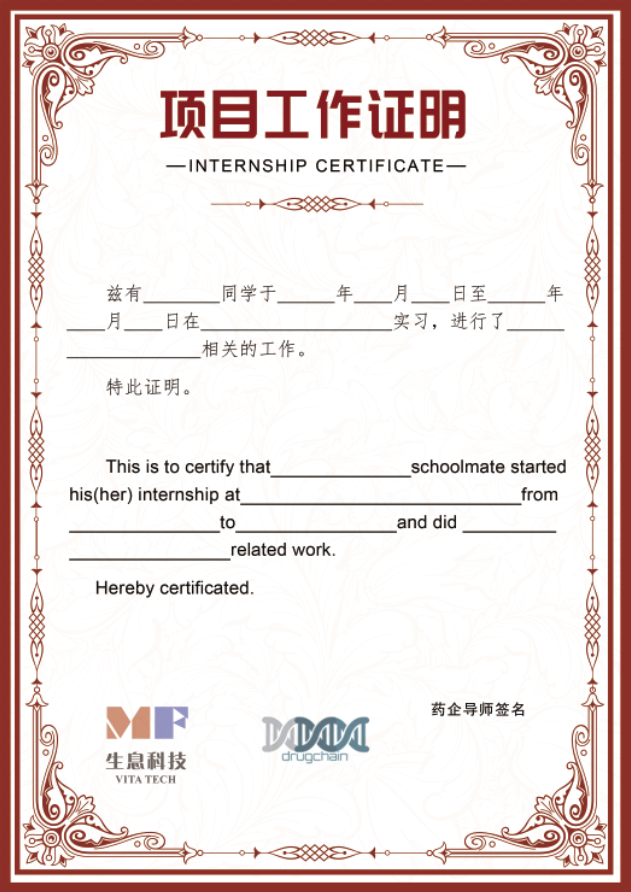 项目工作证明
—INTERNSHIP CERTIFICATE—
兹有________同学于______年____月____日至______年
____月____日在____________________实习，进行了______
______________相关的工作。
特此证明。
This is to certify that______________schoolmate started
his(her) internship at____________________________from
_______________to________________and did _________
________________related work.
Hereby certificated.
药企导师签名
MF
生息科技
VITA TECH
drugchain